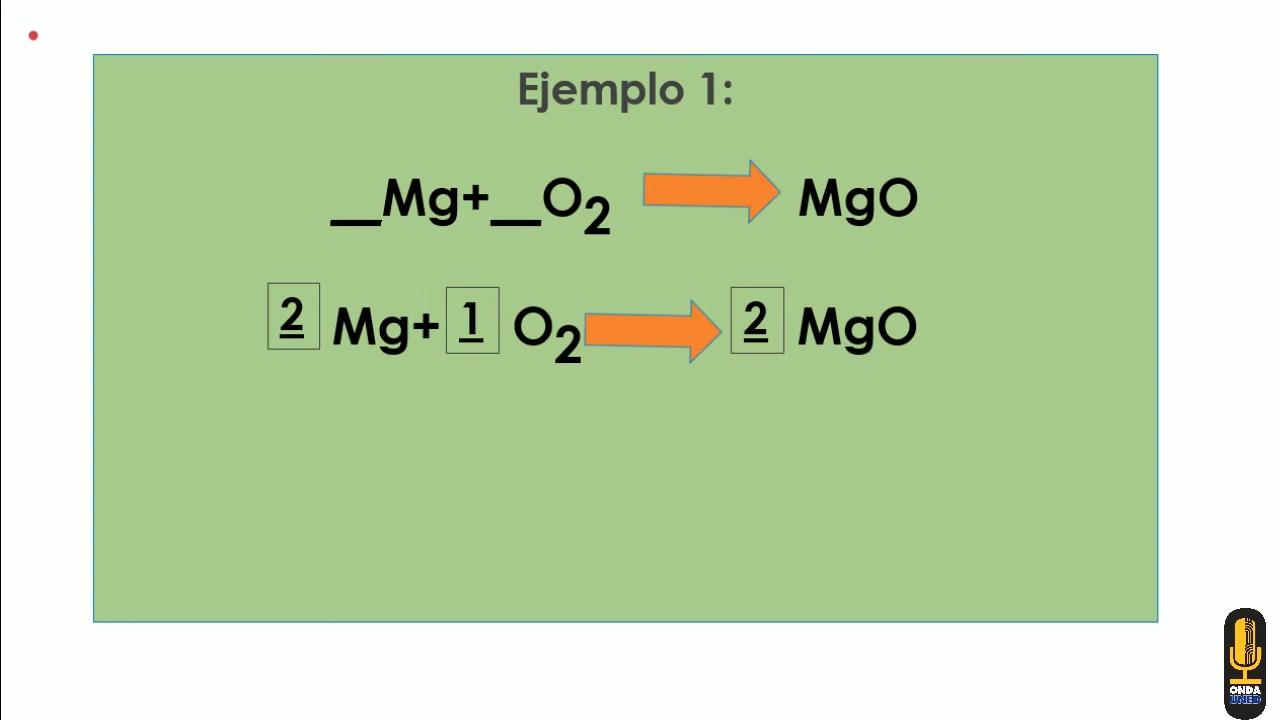 Ejemplo 1:
__Mg+__O₂ MgO
2 Mg+ 1 O₂ 2 MgO
ONDA
UNED